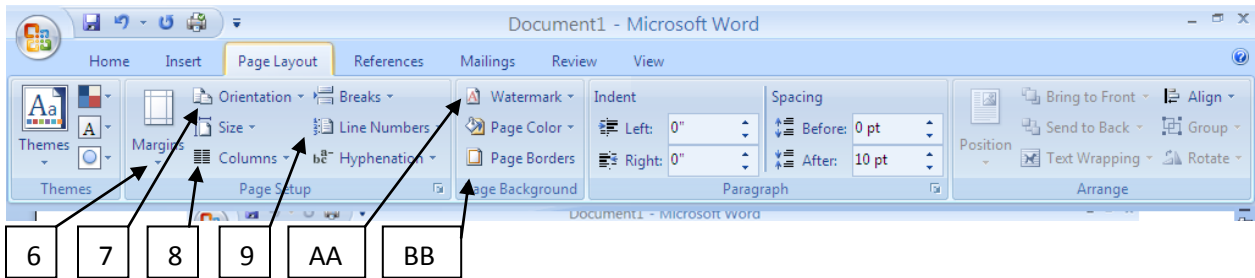 Document1 - Microsoft Word
Home Insert Page Layout References Mailings Review View
Aa Orientation Breaks Watermark Indent Spacing Bring to Front Align
A Size Line Numbers Page Color Left: 0" Before: 0 pt Send to Back Group
Themes Margins Columns Hyphenation Page Borders Right: 0" After: 10 pt Position Text Wrapping Rotate
Themes Page Setup Page Background Paragraph Arrange
Document1 - Microsoft Word
6 7 8 9 AA BB